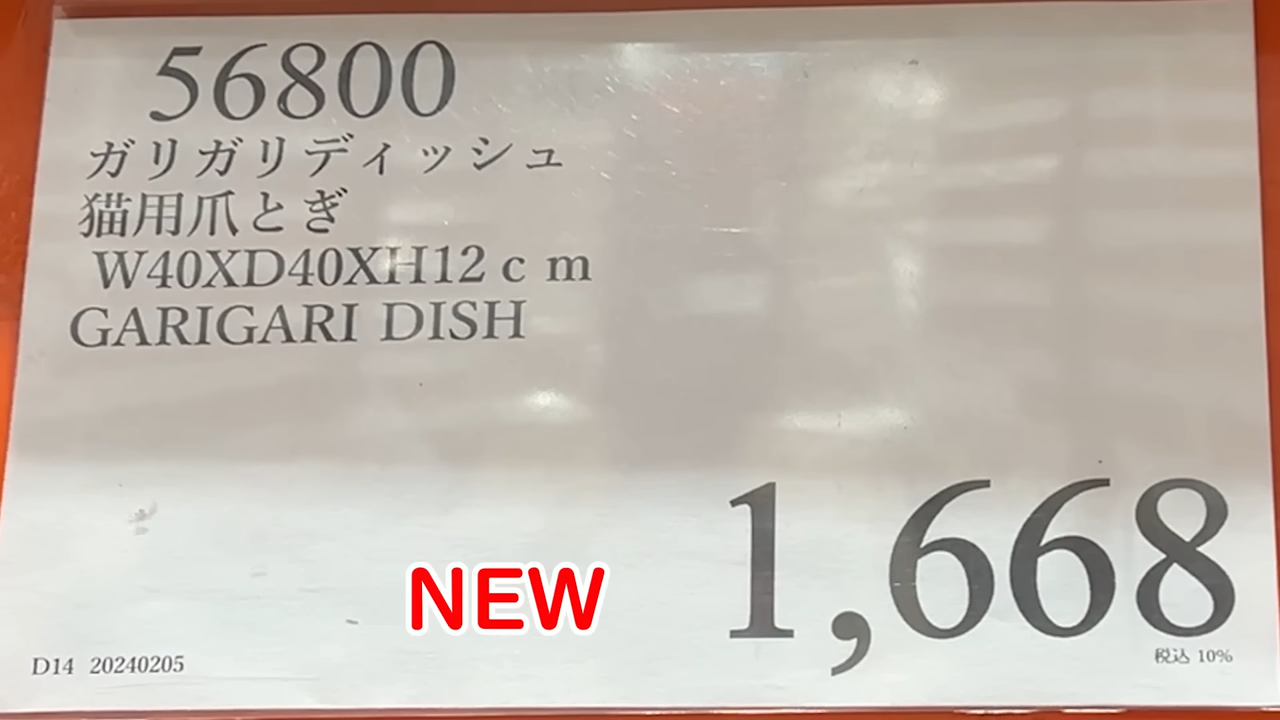 56800
ガリガリディッシュ
猫用爪とぎ
W40XD40XH12ｃｍ
GARIGARI DISH
1,668
NEW
税込 10%
D14 20240205